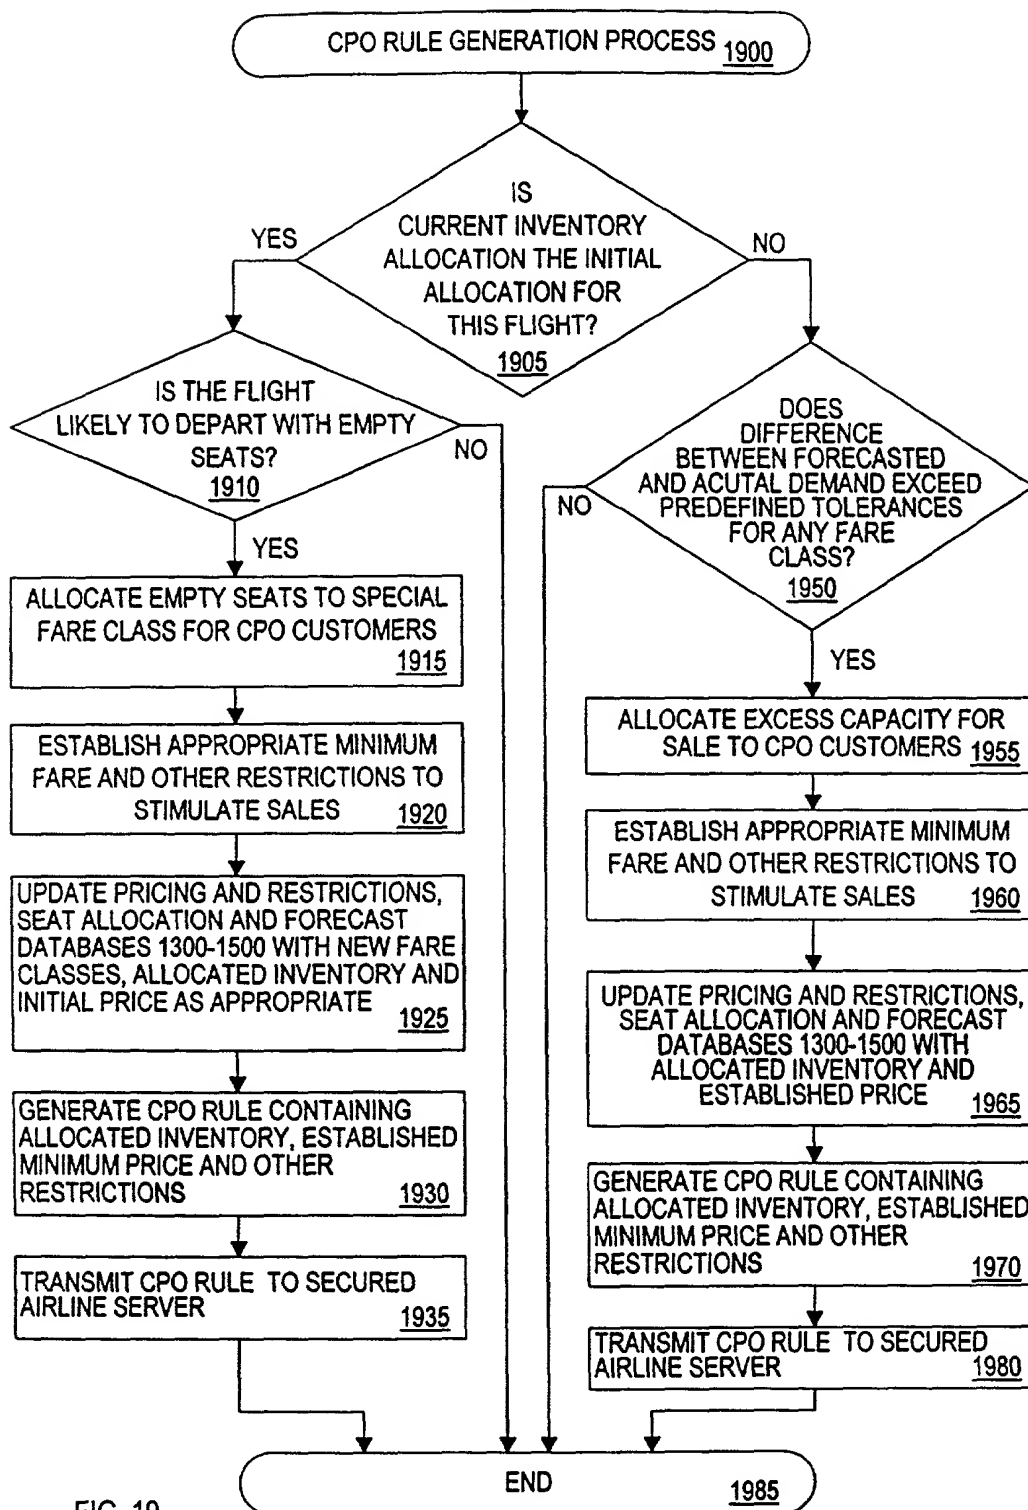 CPO RULE GENERATION PROCESS 1900
IS
CURRENT INVENTORY
ALLOCATION THE INITIAL
ALLOCATION FOR
THIS FLIGHT?
1905
YES
NO
IS THE FLIGHT
LIKELY TO DEPART WITH EMPTY
SEATS?
1910
NO
YES
ALLOCATE EMPTY SEATS TO SPECIAL
FARE CLASS FOR CPO CUSTOMERS
1915
ESTABLISH APPROPRIATE MINIMUM
FARE AND OTHER RESTRICTIONS TO
STIMULATE SALES 1920
UPDATE PRICING AND RESTRICTIONS,
SEAT ALLOCATION AND FORECAST
DATABASES 1300-1500 WITH NEW FARE
CLASSES, ALLOCATED INVENTORY AND
INITIAL PRICE AS APPROPRIATE 1925
GENERATE CPO RULE CONTAINING
ALLOCATED INVENTORY, ESTABLISHED
MINIMUM PRICE AND OTHER
RESTRICTIONS 1930
TRANSMIT CPO RULE TO SECURED
AIRLINE SERVER 1935
DOES
DIFFERENCE
BETWEEN FORECASTED
AND ACUTAL DEMAND EXCEED
PREDEFINED TOLERANCES
FOR ANY FARE
CLASS?
1950
NO
YES
ALLOCATE EXCESS CAPACITY FOR
SALE TO CPO CUSTOMERS 1955
ESTABLISH APPROPRIATE MINIMUM
FARE AND OTHER RESTRICTIONS TO
STIMULATE SALES 1960
UPDATE PRICING AND RESTRICTIONS,
SEAT ALLOCATION AND FORECAST
DATABASES 1300-1500 WITH
ALLOCATED INVENTORY AND
ESTABLISHED PRICE 1965
GENERATE CPO RULE CONTAINING
ALLOCATED INVENTORY, ESTABLISHED
MINIMUM PRICE AND OTHER
RESTRICTIONS 1970
TRANSMIT CPO RULE TO SECURED
AIRLINE SERVER 1980
END 1985